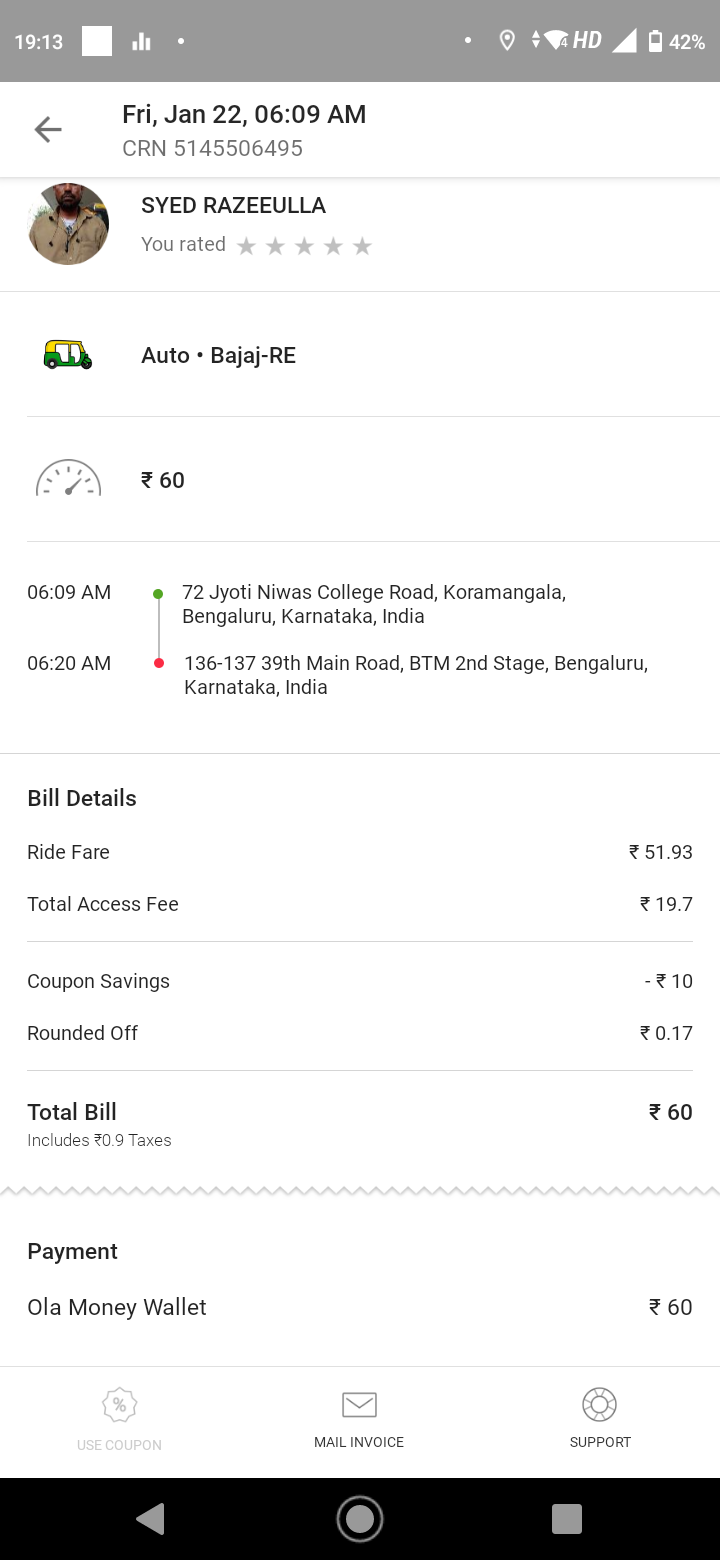 19:13
4 HD 42%
Fri, Jan 22, 06:09 AM
CRN 5145506495
SYED RAZEEULLA
You rated
Auto • Bajaj-RE
₹ 60
06:09 AM 72 Jyoti Niwas College Road, Koramangala,
Bengaluru, Karnataka, India
06:20 AM 136-137 39th Main Road, BTM 2nd Stage, Bengaluru,
Karnataka, India
Bill Details
Ride Fare ₹ 51.93
Total Access Fee ₹ 19.7
Coupon Savings - ₹ 10
Rounded Off ₹ 0.17
Total Bill ₹ 60
Includes ₹0.9 Taxes
Payment
Ola Money Wallet ₹ 60
%
USE COUPON MAIL INVOICE SUPPORT